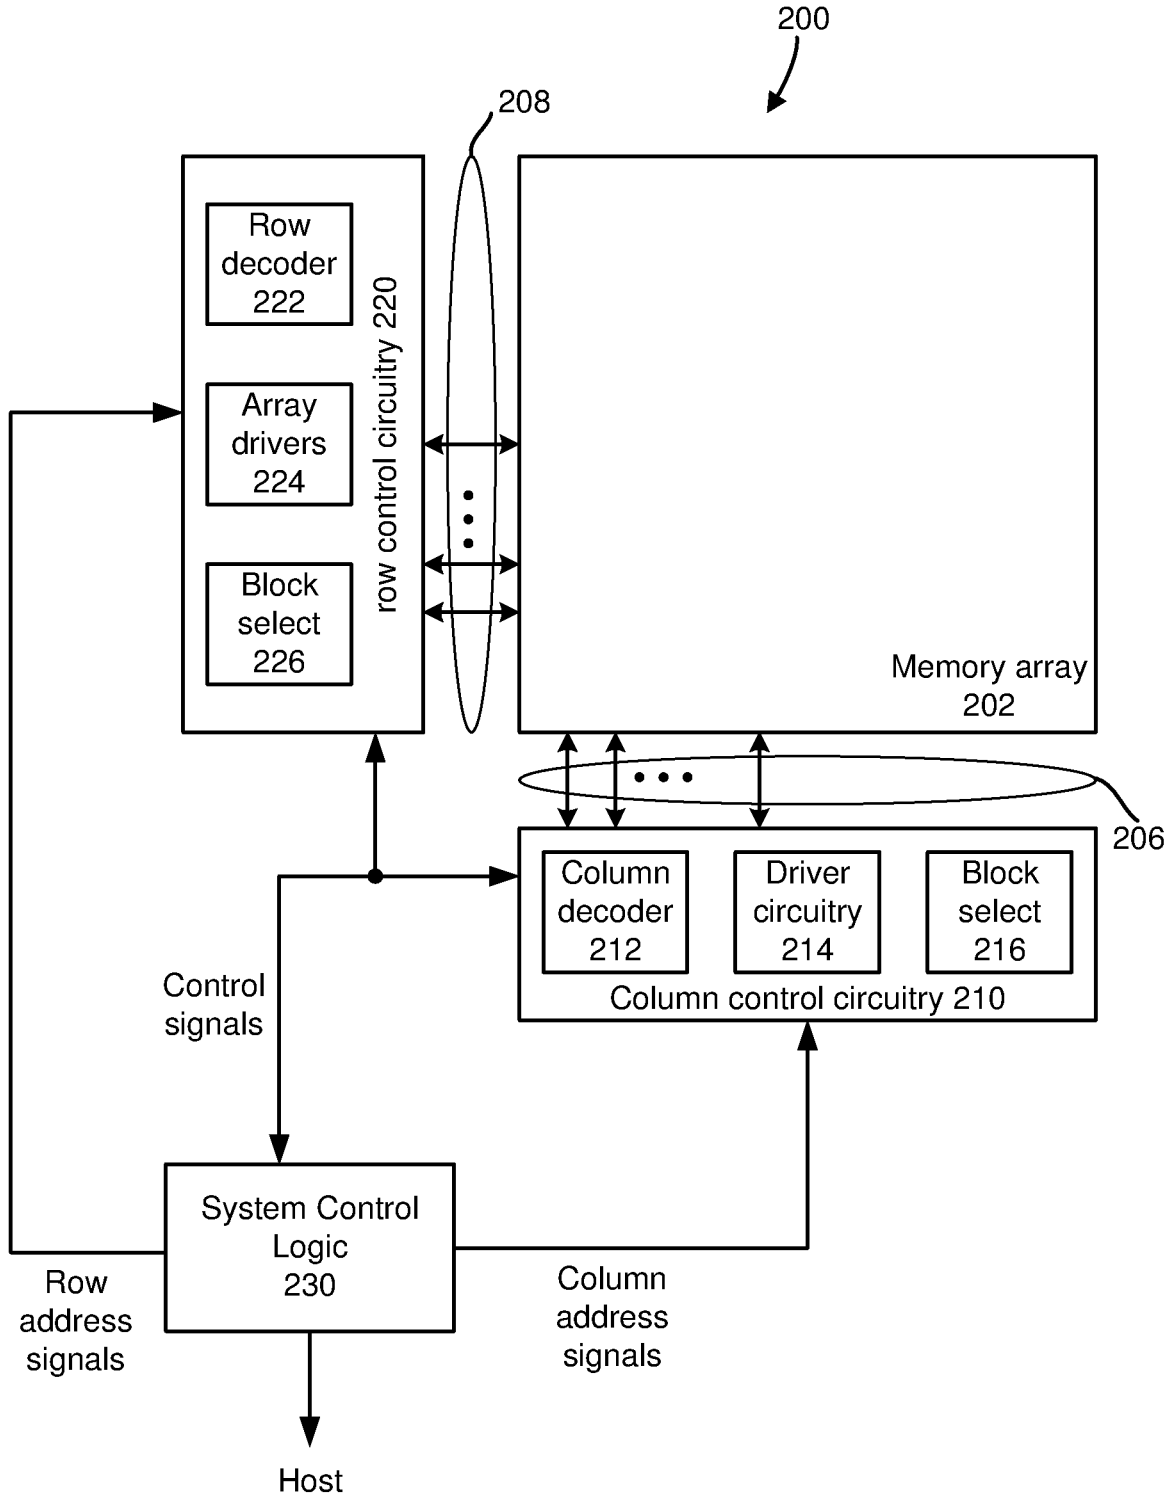 200
208
Row
decoder
222
Array
drivers
224
Block
select
226
row control circuitry 220
Memory array
202
206
Column
decoder
212
Driver
circuitry
214
Block
select
216
Column control circuitry 210
Control
signals
System Control
Logic
230
Row
address
signals
Column
address
signals
Host